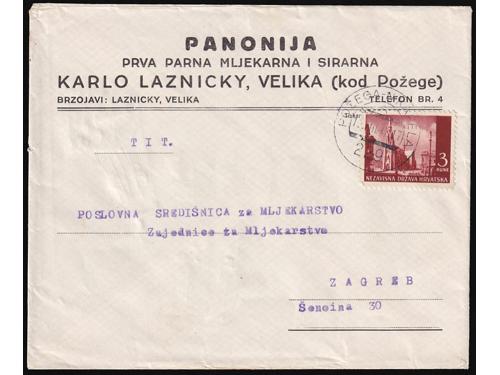 PANONIJA
PRVA PARNA MLJEKARNA I SIRARNA
KARLO LAZNICKY, VELIKA (kod Požege)
BRZOJAVI: LAZNICKY, VELIKA TELEFON BR. 4
T I T.
3
KUNE
NEZAVISNA DRŽAVA HRVATSKA
POSLOVNA SREDIŠNICA za MLJEKARSTVO
Zajednice za Mljekarstvo
Z A G R E B
Šenoina 30